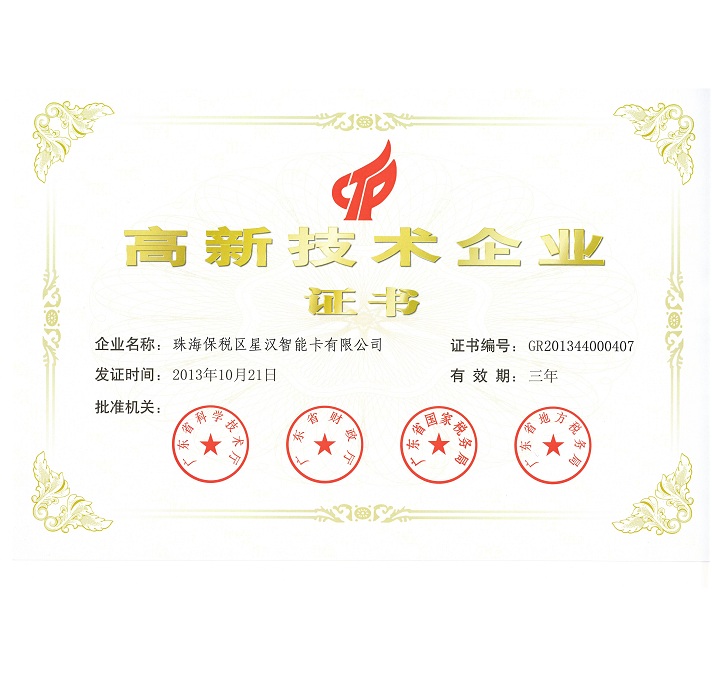 高新技术企业
证书
企业名称：珠海保税区星汉智能卡有限公司
证书编号：GR201344000407
发证时间：2013年10月21日
有效期：三年
批准机关：
广东省科学技术厅
广东省财政厅
广东省国家税务局
广东省地方税务局